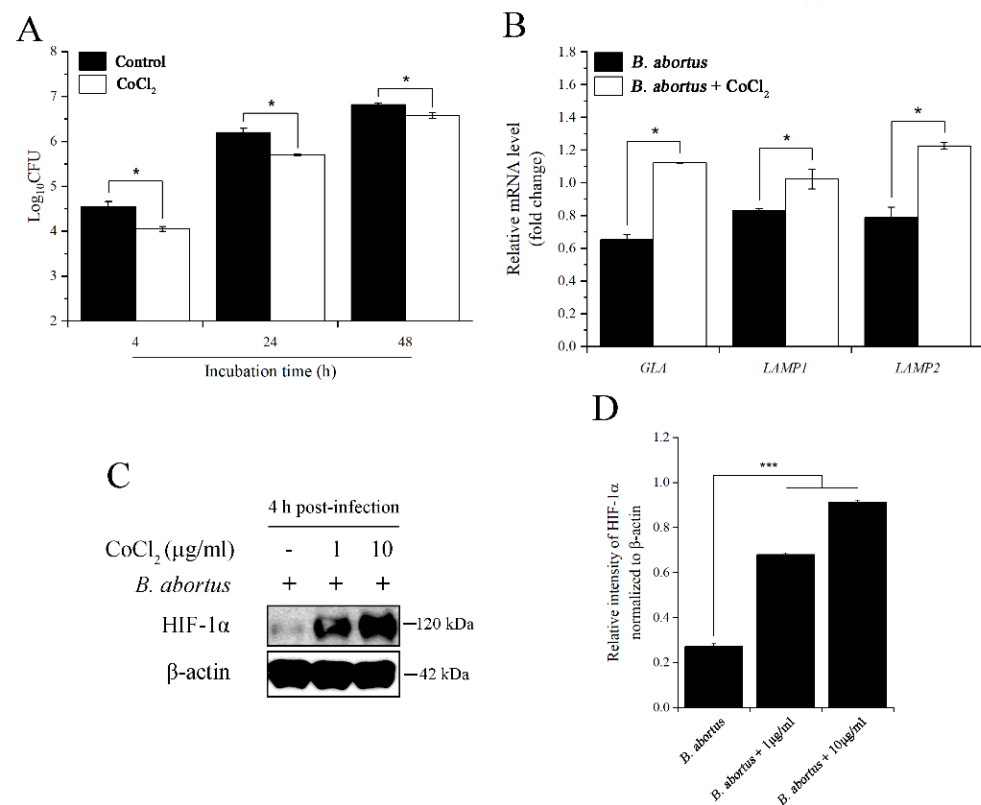 A
Control
CoCl₂
8
7
6
5
4
3
2
Log₁₀CFU
*
*
*
4 24 48
Incubation time (h)
B
B. abortus
B. abortus + CoCl₂
1.8
1.6
1.4
1.2
1.0
0.8
0.6
0.4
0.2
0.0
Relative mRNA level
(fold change)
*
*
*
GLA LAMP1 LAMP2
C
4 h post-infection
CoCl₂ (μg/ml) - 1 10
B. abortus + + +
HIF-1α 120 kDa
β-actin 42 kDa
D
1.2
1.0
0.8
0.6
0.4
0.2
0.0
Relative intensity of HIF-1α
normalized to β-actin
***
B. abortus
B. abortus + 1μg/ml
B. abortus + 10μg/ml